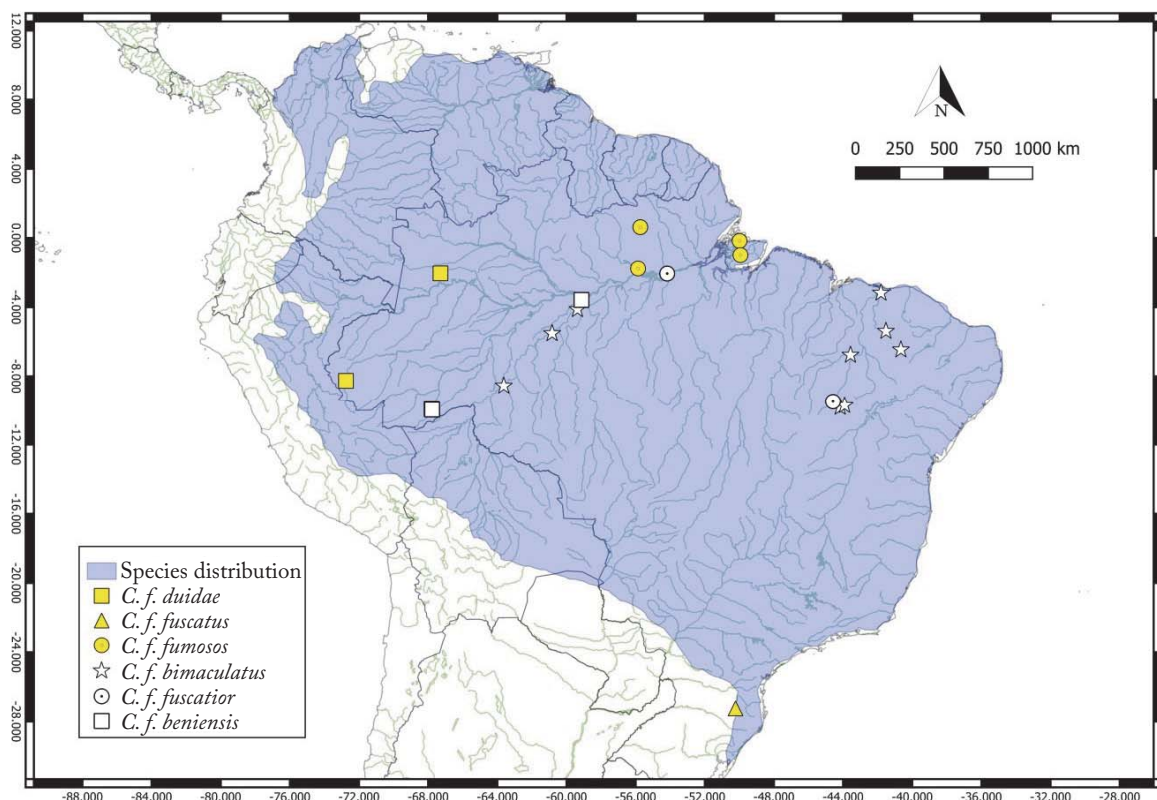 12.000
8.000
4.000
0.000
-4.000
-8.000
-12.000
-16.000
-20.000
-24.000
-28.000
N
0 250 500 750 1000 km
Species distribution
C. f. duidae
C. f. fuscatus
C. f. fumosos
C. f. bimaculatus
C. f. fuscatior
C. f. beniensis
-88.000 -84.000 -80.000 -76.000 -72.000 -68.000 -64.000 -60.000 -56.000 -52.000 -48.000 -44.000 -40.000 -36.000 -32.000 -28.000